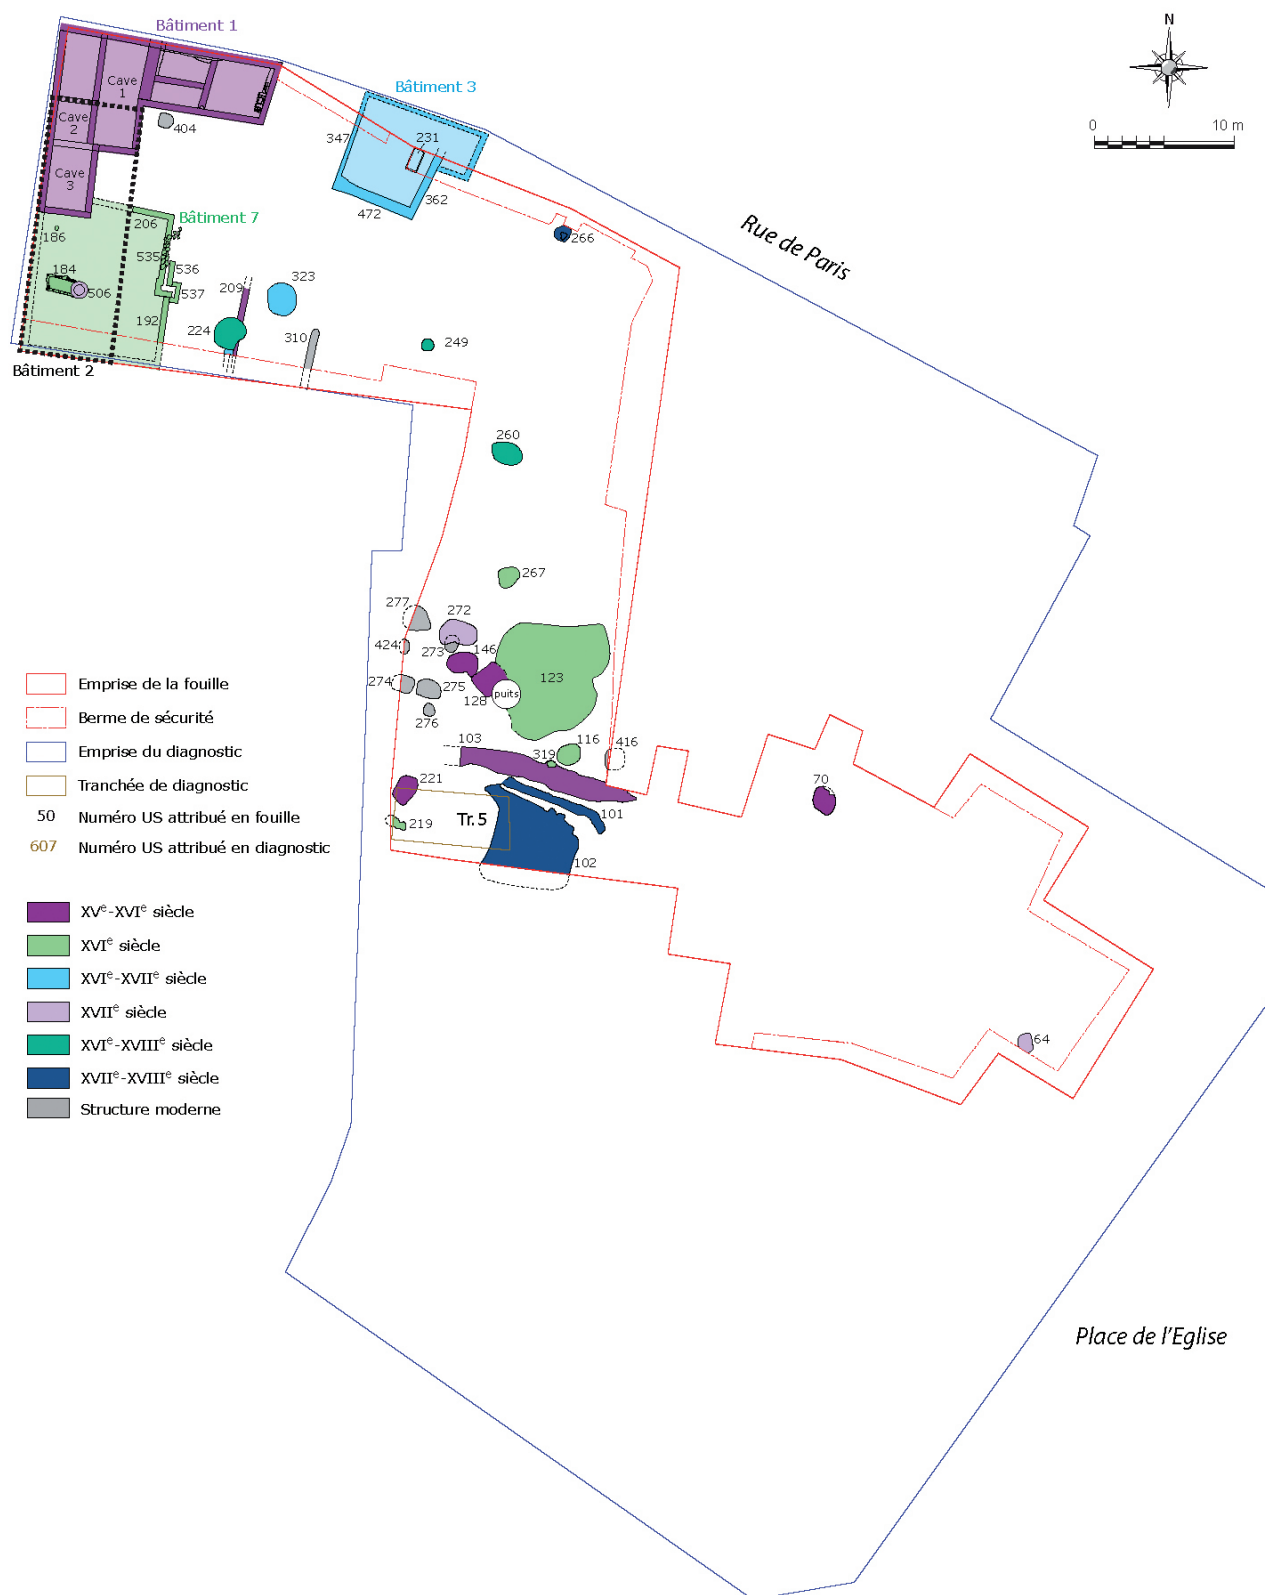 Bâtiment 1
N
Bâtiment 3
0 10 m
Cave
1
404
Cave
2
347
231
Cave
3
362
472
Bâtiment 7
206
186
266
Rue de Paris
535
184
536
506
537
209
323
192
224
310
249
Bâtiment 2
260
267
277
272
424
273
146
123
274
275
128
puits
276
103
116
416
319
221
70
Tr.5
101
219
102
64
Emprise de la fouille
Berme de sécurité
Emprise du diagnostic
Tranchée de diagnostic
50 Numéro US attribué en fouille
607 Numéro US attribué en diagnostic
XVe-XVIe siècle
XVIe siècle
XVIe-XVIIe siècle
XVIIe siècle
XVIe-XVIIIe siècle
XVIIe-XVIIIe siècle
Structure moderne
Place de l'Eglise